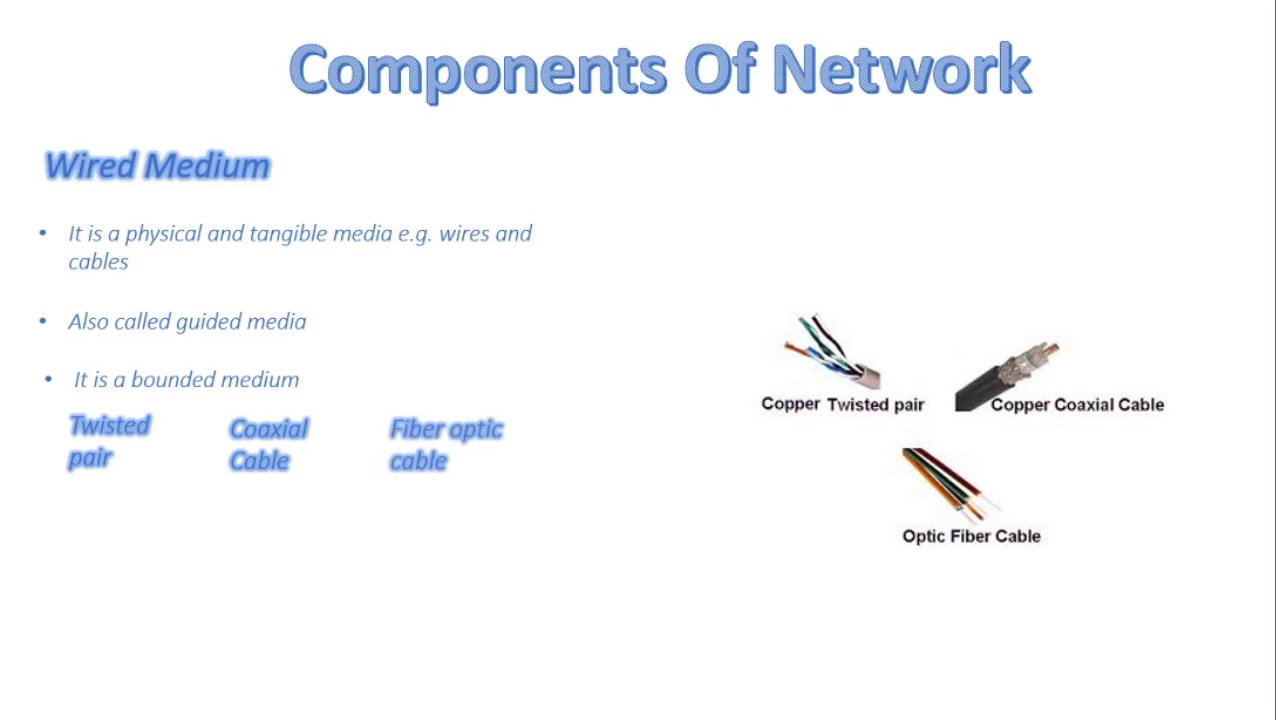 Components Of Network
Wired Medium
• It is a physical and tangible media e.g. wires and
cables
• Also called guided media
• It is a bounded medium
Twisted
pair
Coaxial
Cable
Fiber optic
cable
Copper Twisted pair
Copper Coaxial Cable
Optic Fiber Cable